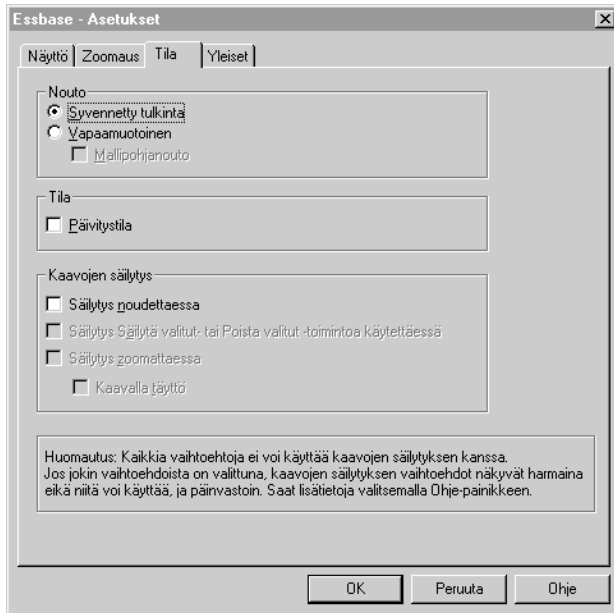 Essbase - Asetukset
Näyttö Zoomaus Tila Yleiset
Nouto
Syvennetty tulkinta
Vapaamuotoinen
Mallipohjanouto
Tila
Päivitystila
Kaavojen säilytys
Säilytys noudettaessa
Säilytys Säilytä valitut- tai Poista valitut -toimintoa käytettäessä
Säilytys zoomattaessa
Kaavalla täyttö
Huomautus: Kaikkia vaihtoehtoja ei voi käyttää kaavojen säilytyksen kanssa.
Jos jokin vaihtoehdoista on valittuna, kaavojen säilytyksen vaihtoehdot näkyvät harmaina
eikä niitä voi käyttää, ja päinvastoin. Saat lisätietoja valitsemalla Ohje-painikkeen.
OK Peruuta Ohje